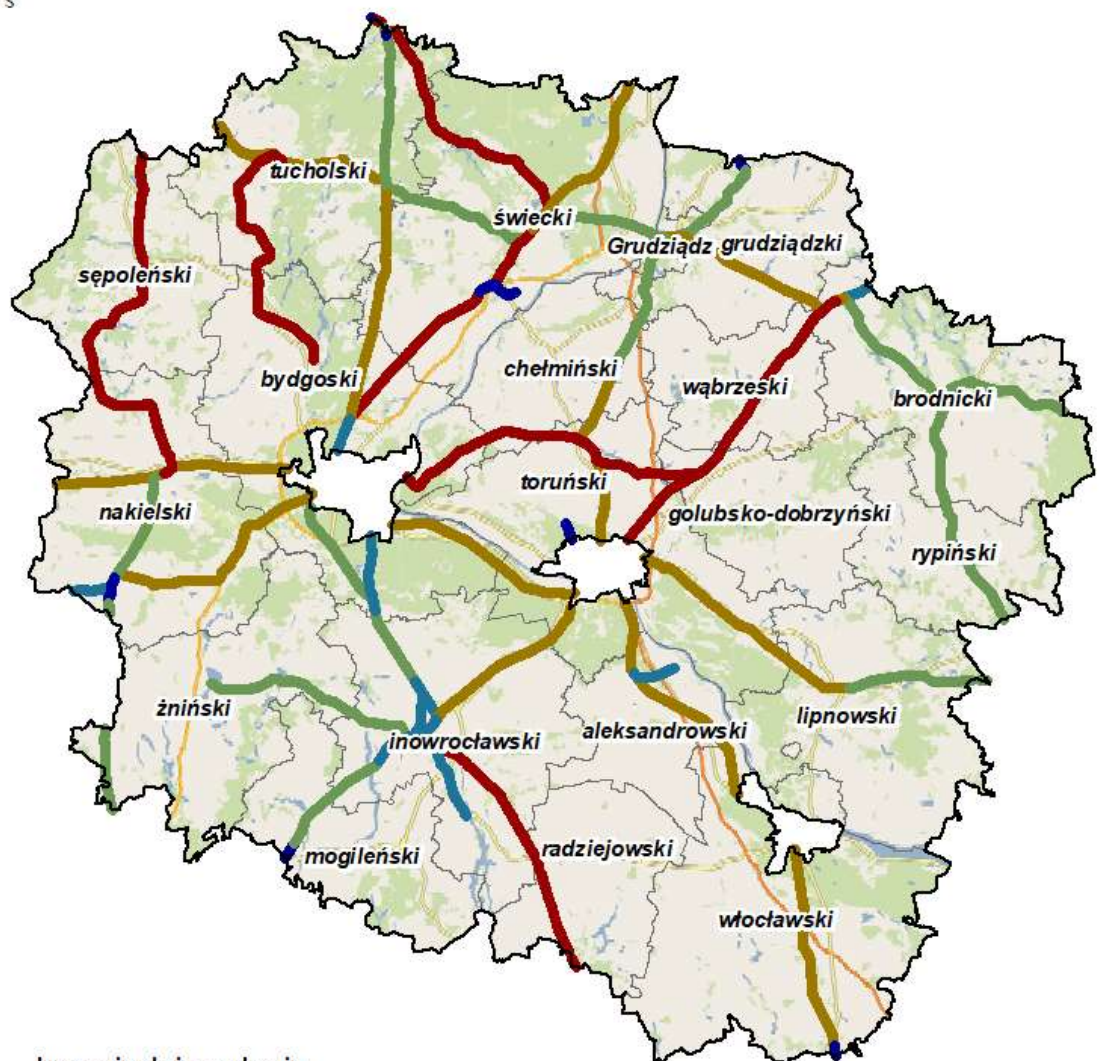 tucholski
świecki
Grudziądz grudziądzki
sępoleński
chełmiński
wąbrzeski
bydgoski
brodnicki
toruński
nakielski
golubsko-dobrzyński
rypiński
żniński
lipnowski
aleksandrowski
inowrocławski
radziejowski
mogileński
włocławski